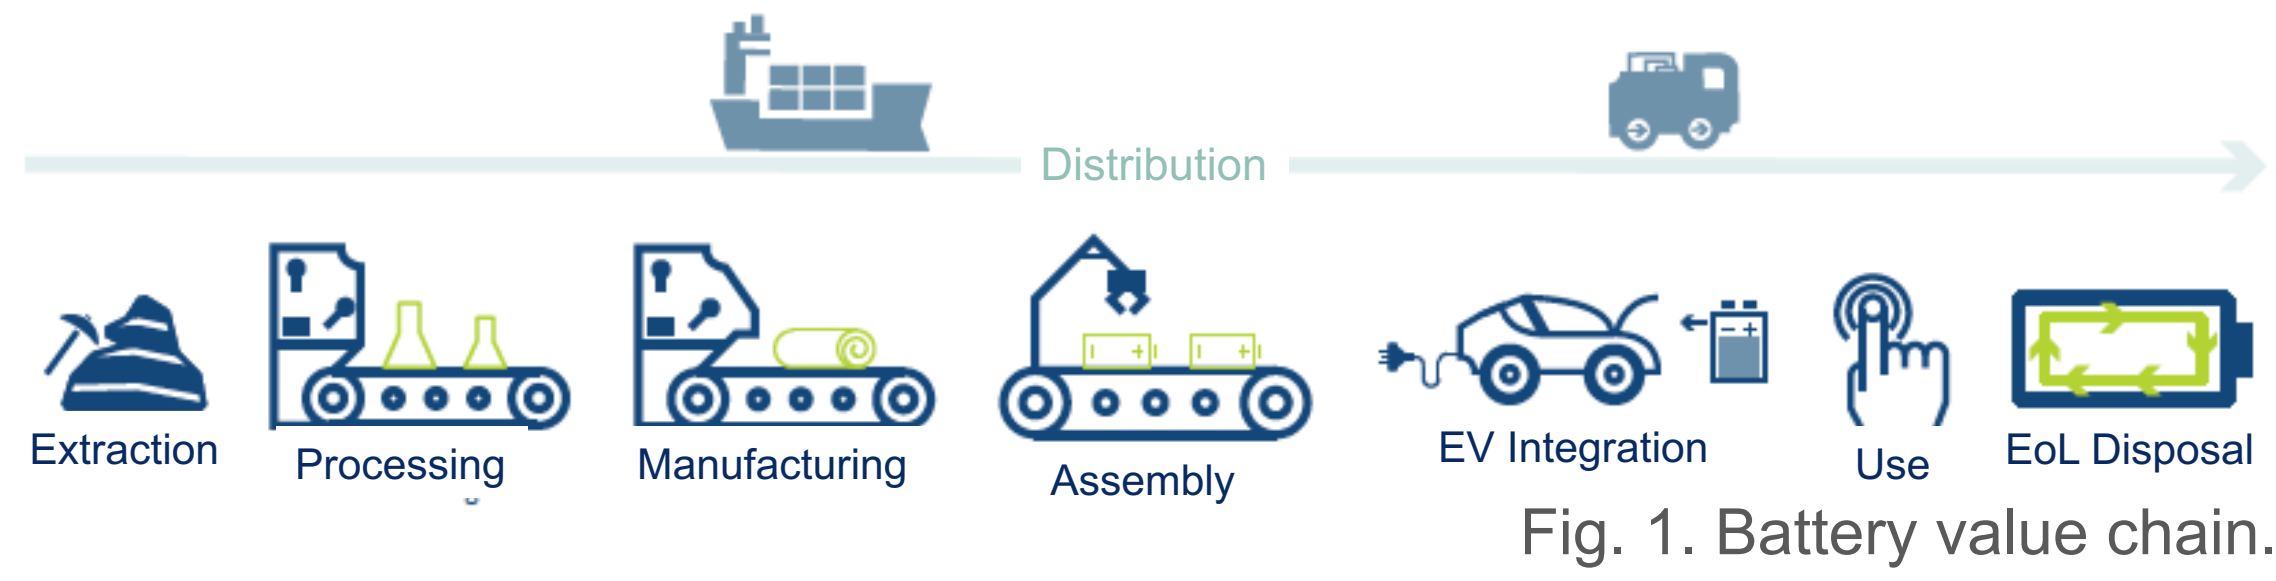 Distribution
Extraction
Processing
Manufacturing
Assembly
EV Integration
Use
EoL Disposal
Fig. 1. Battery value chain.